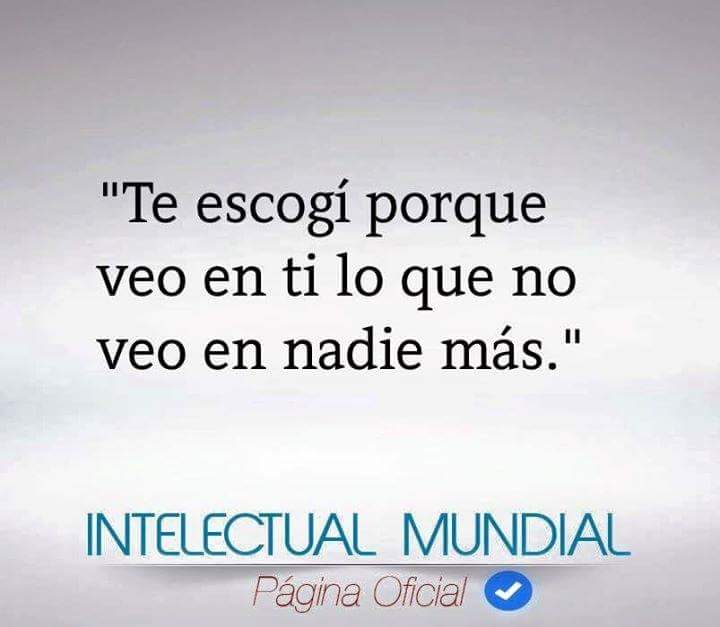 "Te escogí porque
veo en ti lo que no
veo en nadie más."
INTELECTUAL MUNDIAL
Página Oficial